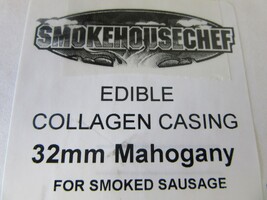 SMOKEHOUSECHEF
EDIBLE
COLLAGEN CASING
32mm Mahogany
FOR SMOKED SAUSAGE